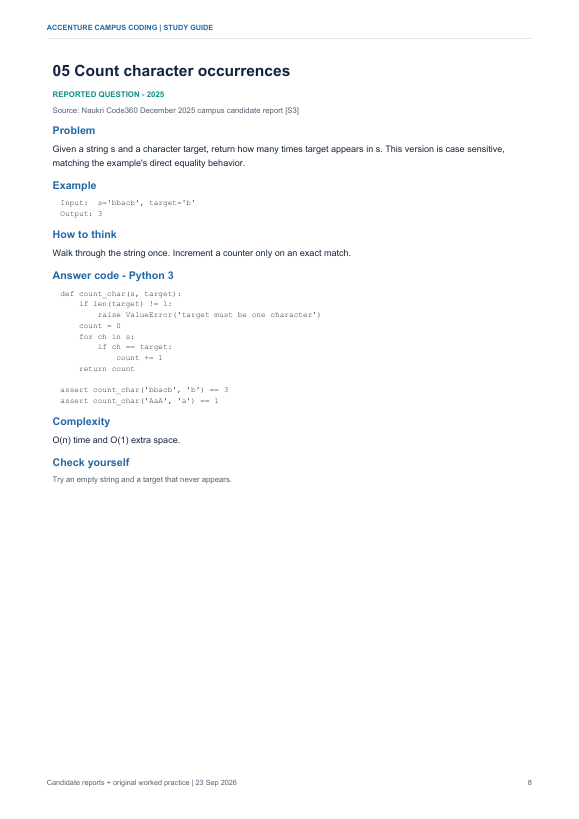 ACCENTURE CAMPUS CODING | STUDY GUIDE
05 Count character occurrences
REPORTED QUESTION - 2025
Source: Naukri Code360 December 2025 campus candidate report [S3]
Problem
Given a string s and a character target, return how many times target appears in s. This version is case sensitive,
matching the example's direct equality behavior.
Example
Input:  s='bbacb', target='b'
Output: 3
How to think
Walk through the string once. Increment a counter only on an exact match.
Answer code - Python 3
def count_char(s, target):
    if len(target) != 1:
        raise ValueError('target must be one character')
    count = 0
    for ch in s:
        if ch == target:
            count += 1
    return count
assert count_char('bbacb', 'b') == 3
assert count_char('AaA', 'a') == 1
Complexity
O(n) time and O(1) extra space.
Check yourself
Try an empty string and a target that never appears.
Candidate reports + original worked practice | 23 Sep 2026
8